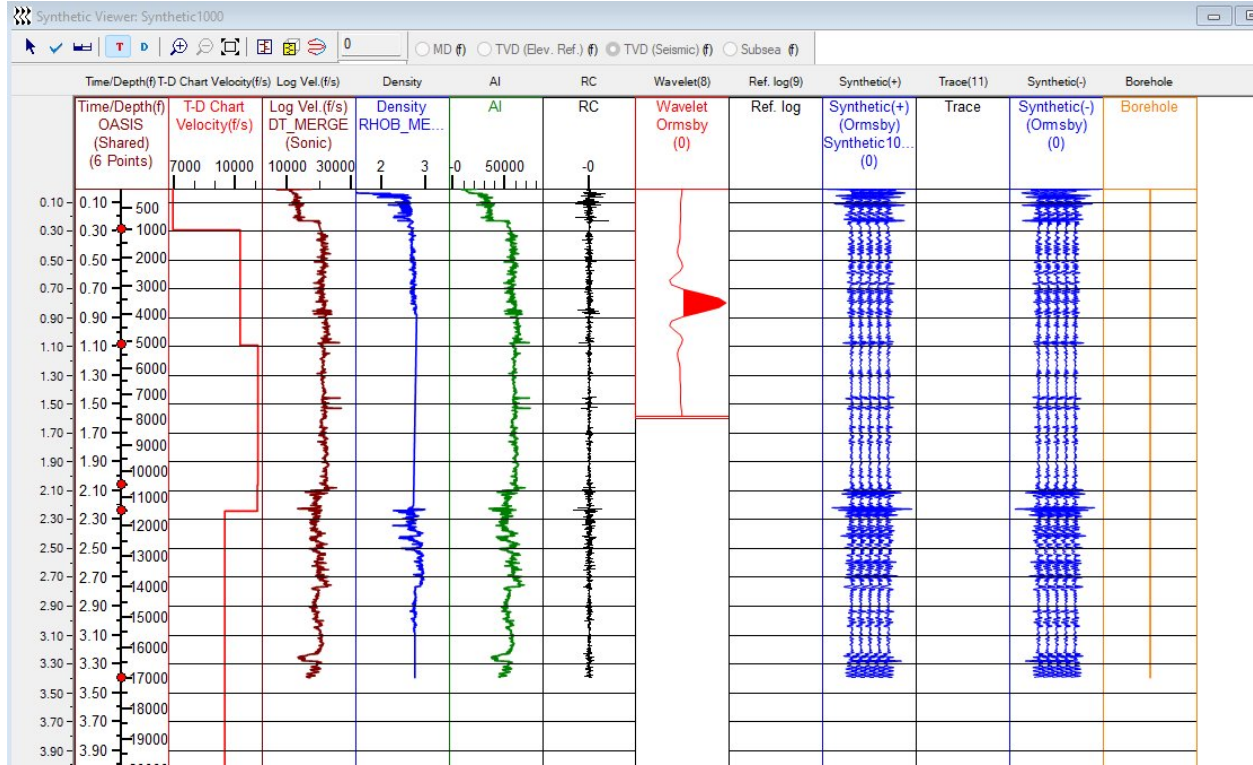 Synthetic Viewer: Synthetic1000
T D 0 MD (f) TVD (Elev. Ref.) (f) TVD (Seismic) (f) Subsea (f)
Time/Depth(f) T-D Chart Velocity(f/s) Log Vel.(f/s) Density AI RC Wavelet(8) Ref. log(9) Synthetic(+) Trace(11) Synthetic(-) Borehole
Time/Depth(f) T-D Chart Log Vel.(f/s) Density AI RC Wavelet Ref. log Synthetic(+) Trace Synthetic(-) Borehole
OASIS Velocity(f/s) DT_MERGE RHOB_ME... Ormsby (Ormsby) (Ormsby)
(Shared) (Sonic) (0) Synthetic10... (0)
(6 Points) (0)
7000 10000 10000 30000 2 3 -0 50000 -0
0.10 0.10 500
0.30 0.30 1000
0.50 0.50 2000
0.70 0.70 3000
0.90 0.90 4000
1.10 1.10 5000
1.30 1.30 6000
7000
1.50 1.50 8000
1.70 1.70 9000
1.90 1.90 10000
2.10 2.10 11000
2.30 2.30 12000
2.50 2.50 13000
2.70 2.70 14000
2.90 2.90 15000
3.10 3.10 16000
3.30 3.30 17000
3.50 3.50 18000
3.70 3.70 19000
3.90 3.90